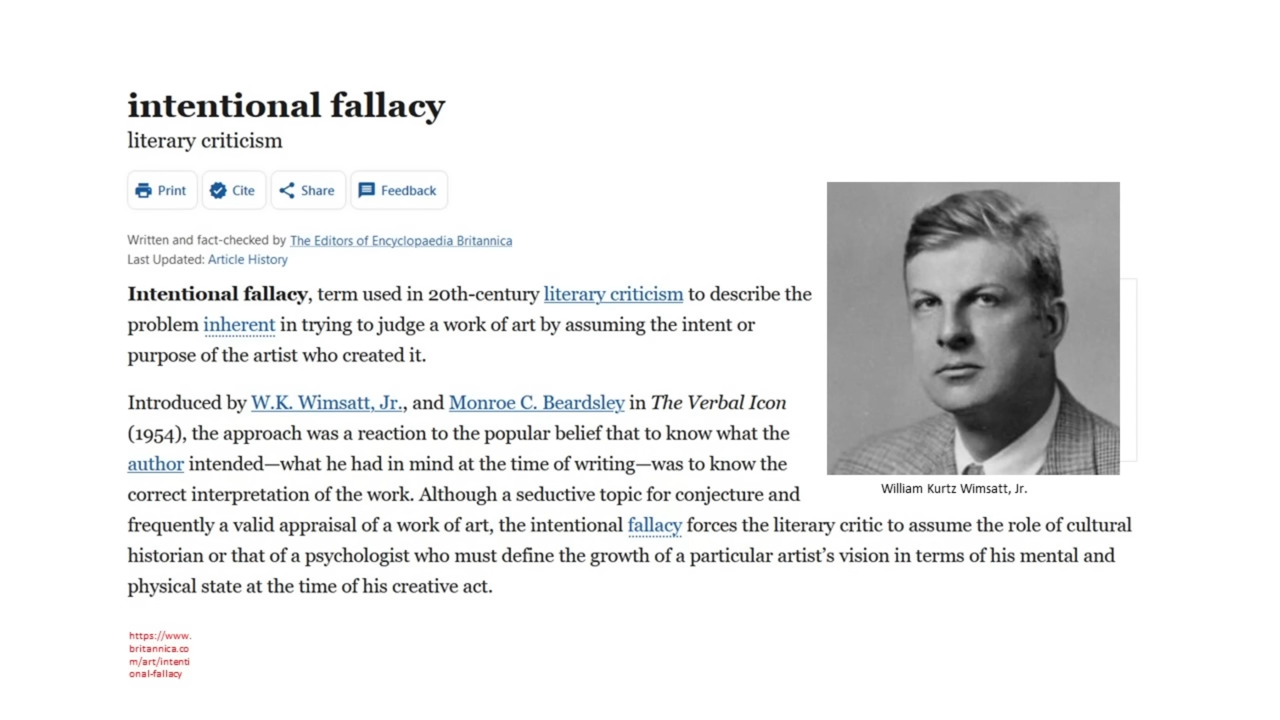 intentional fallacy
literary criticism
Print
Cite
Share
Feedback
Written and fact-checked by The Editors of Encyclopaedia Britannica
Last Updated: Article History
Intentional fallacy, term used in 20th-century literary criticism to describe the
problem inherent in trying to judge a work of art by assuming the intent or
purpose of the artist who created it.
Introduced by W.K. Wimsatt, Jr., and Monroe C. Beardsley in The Verbal Icon
(1954), the approach was a reaction to the popular belief that to know what the
author intended—what he had in mind at the time of writing—was to know the
correct interpretation of the work. Although a seductive topic for conjecture and
frequently a valid appraisal of a work of art, the intentional fallacy forces the literary critic to assume the role of cultural
historian or that of a psychologist who must define the growth of a particular artist’s vision in terms of his mental and
physical state at the time of his creative act.
William Kurtz Wimsatt, Jr.
https://www.
britannica.co
m/art/intenti
onal-fallacy